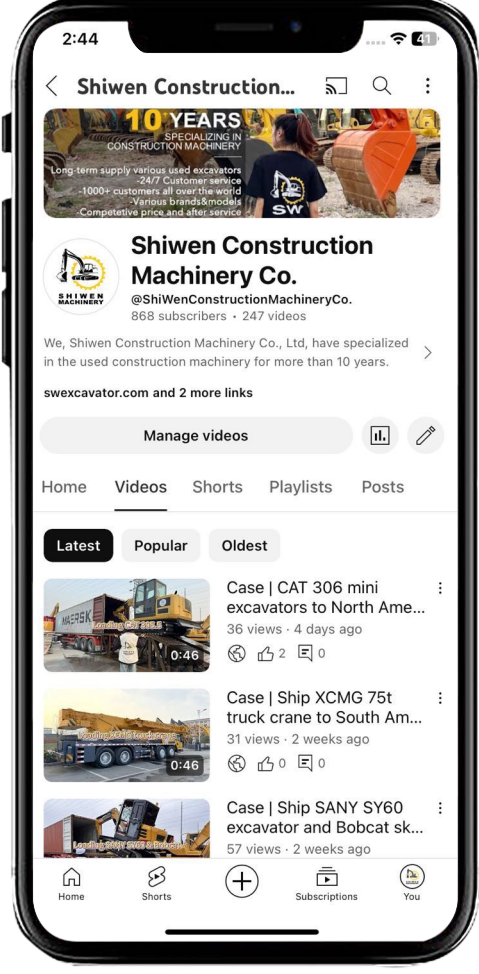 2:44
41
Shiwen Construction...
10 YEARS
SPECIALIZING IN
CONSTRUCTION MACHINERY
Long-term supply various used excavators
-24/7 Customer service
-1000+ customers all over the world
-Various brands&models
-Competetive price and after service
SW
SHIWEN
MACHINERY
Shiwen Construction
Machinery Co.
@ShiWenConstructionMachineryCo.
868 subscribers • 247 videos
We, Shiwen Construction Machinery Co., Ltd, have specialized
in the used construction machinery for more than 10 years.
swexcavator.com and 2 more links
Manage videos
Home Videos Shorts Playlists Posts
Latest Popular Oldest
MAERSK
0:46
Case | CAT 306 mini
excavators to North Ame...
36 views · 4 days ago
2 0
0:46
Case | Ship XCMG 75t
truck crane to South Am...
31 views · 2 weeks ago
0 0
Case | Ship SANY SY60
excavator and Bobcat sk...
57 views · 2 weeks ago
Home Shorts Subscriptions You